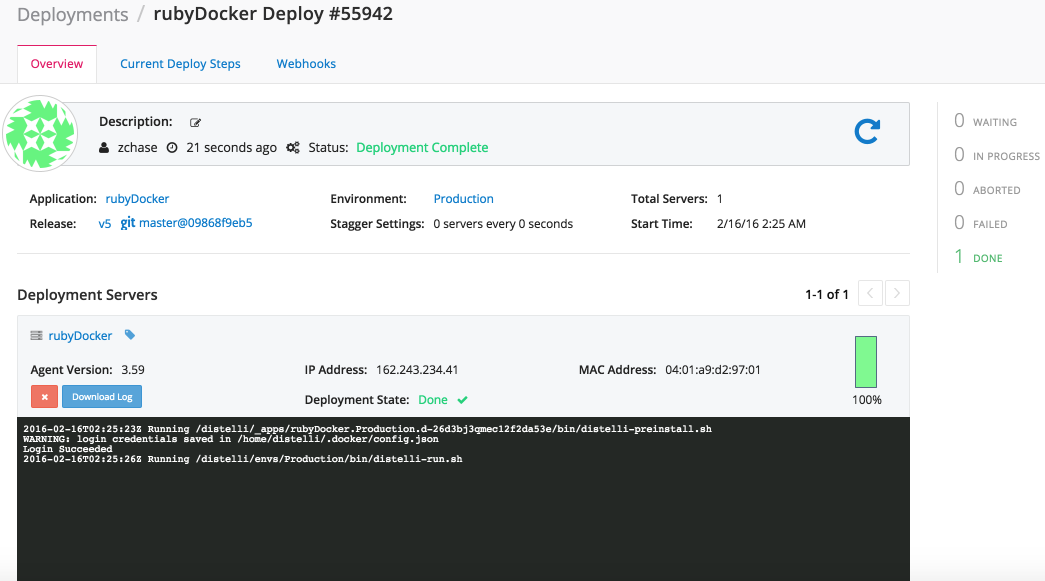 Deployments / rubyDocker Deploy #55942
Overview Current Deploy Steps Webhooks
Description:
zchase 21 seconds ago Status: Deployment Complete
0 WAITING
0 IN PROGRESS
0 ABORTED
0 FAILED
1 DONE
Application: rubyDocker Environment: Production Total Servers: 1
Release: v5 git master@09868f9eb5 Stagger Settings: 0 servers every 0 seconds Start Time: 2/16/16 2:25 AM
Deployment Servers 1-1 of 1
rubyDocker
Agent Version: 3.59 IP Address: 162.243.234.41 MAC Address: 04:01:a9:d2:97:01
Download Log Deployment State: Done 100%
2016-02-16T02:25:23Z Running /distelli/_apps/rubyDocker.Production.d-26d3bj3qmec12f2da53e/bin/distelli-preinstall.sh
WARNING: login credentials saved in /home/distelli/.docker/config.json
Login Succeeded
2016-02-16T02:25:26Z Running /distelli/envs/Production/bin/distelli-run.sh